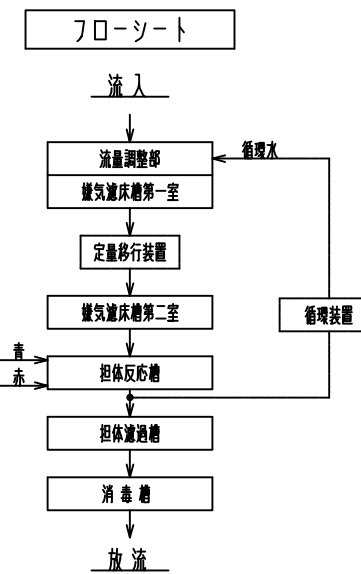 フローシート
流入
流量調整部
循環水
嫌気濾床槽第一室
定量移行装置
嫌気濾床槽第二室
循環装置
青
担体反応槽
赤
担体濾過槽
消毒槽
放流